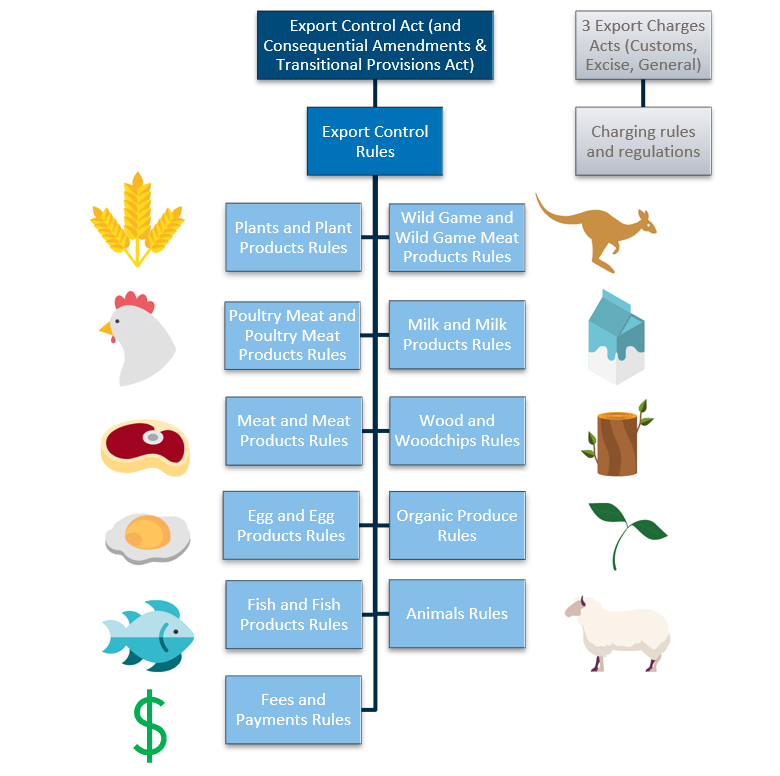 Export Control Act (and
Consequential Amendments &
Transitional Provisions Act)
3 Export Charges
Acts (Customs,
Excise, General)
Export Control
Rules
Charging rules
and regulations
Plants and Plant
Products Rules
Wild Game and
Wild Game Meat
Products Rules
Poultry Meat and
Poultry Meat
Products Rules
Milk and Milk
Products Rules
Meat and Meat
Products Rules
Wood and
Woodchips Rules
Egg and Egg
Products Rules
Organic Produce
Rules
Fish and Fish
Products Rules
Animals Rules
Fees and
Payments Rules
$